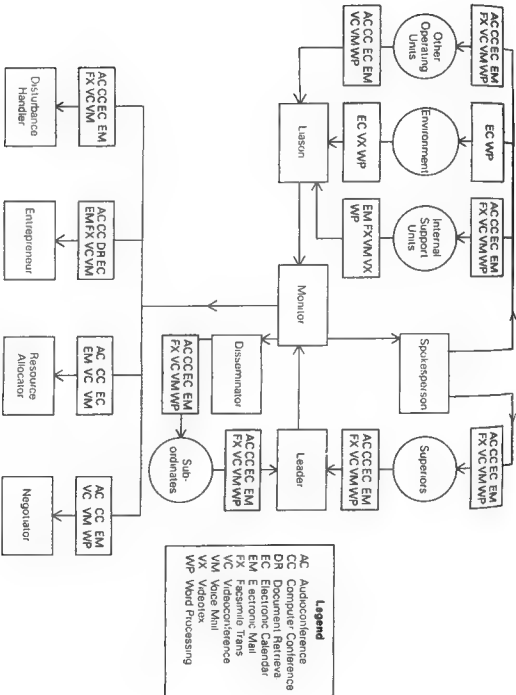 AC CC EC EM
FX VC VM WP
EC WP
AC CC EC EM
FX VC VM WP
AC CC EC EM
FX VC VM WP
Other
Operating
Units
Environment
Internal
Support
Units
Spokesperson
Superiors
AC CC EC EM
VC VM WP
EC VX WP
EM FX VM VX
WP
AC CC EC EM
FX VC VM WP
Liason
Monitor
Leader
Disseminator
AC CC EC EM
FX VC VM WP
AC CC EC EM
FX VC VM WP
Sub-
ordinates
AC CC EC EM
FX VC VM
AC CC DR EC
EM FX VC VM
AC CC EC
EM VC VM
AC CC EM
VC VM WP
Disturbance
Handler
Entrepreneur
Resource
Allocator
Negotiator
Legend
AC Audioconference
CC Computer Conference
DR Document Retrieva
EC Electronic Calendar
EM Electronic Mail
FX Facsimile Trans
VC Videoconference
VM Voice Mail
VX Videotex
WP Word Processing